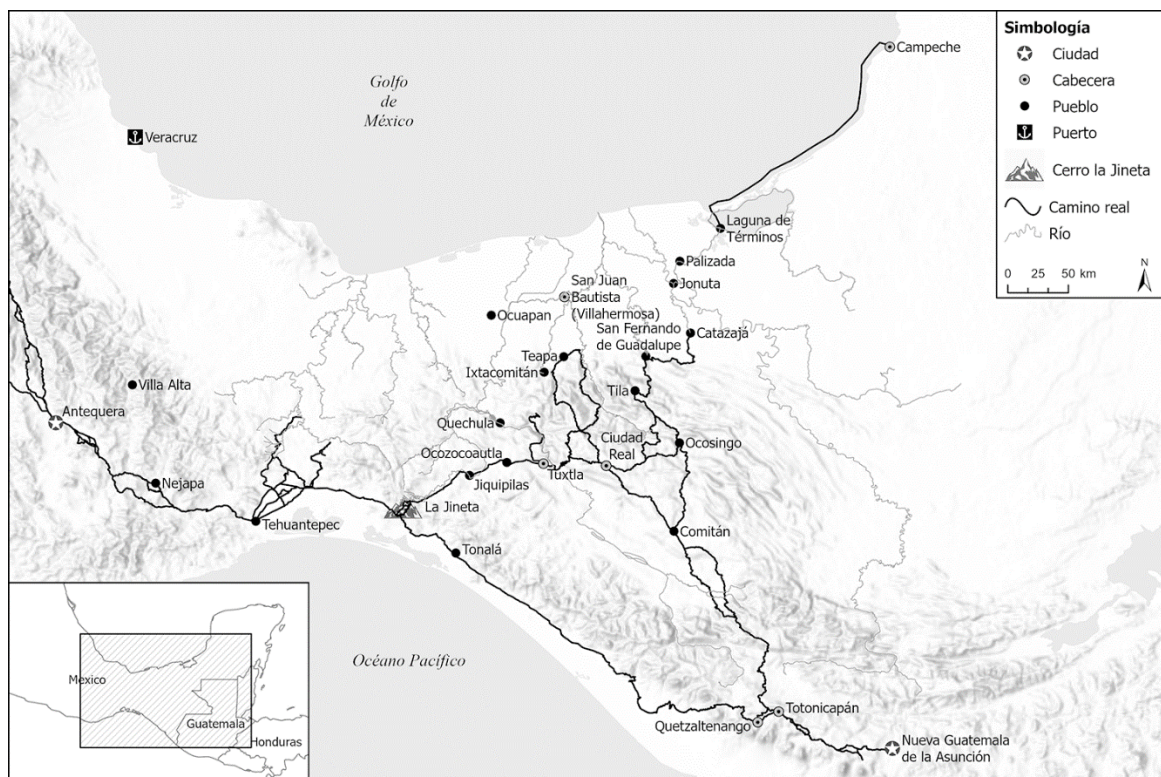 Golfo
de
México
Campeche
Veracruz
Laguna de
Términos
Palizada
San Juan
Bautista
(Villahermosa)
Jonuta
Ocuapan
San Fernando
de Guadalupe
Catazajá
Teapa
Ixtacomitán
Villa Alta
Tila
Antequera
Quechula
Ciudad
Real
Ocosingo
Ocozocoautla
Tuxtla
Nejapa
Jiquipilas
La Jineta
Tehuantepec
Comitán
Tonalá
Océano Pacífico
Totonicapán
Quetzaltenango
Nueva Guatemala
de la Asunción
Simbología
Ciudad
Cabecera
Pueblo
Puerto
Cerro la Jineta
Camino real
Río
0 25 50 km
N
Mexico
Guatemala
Honduras